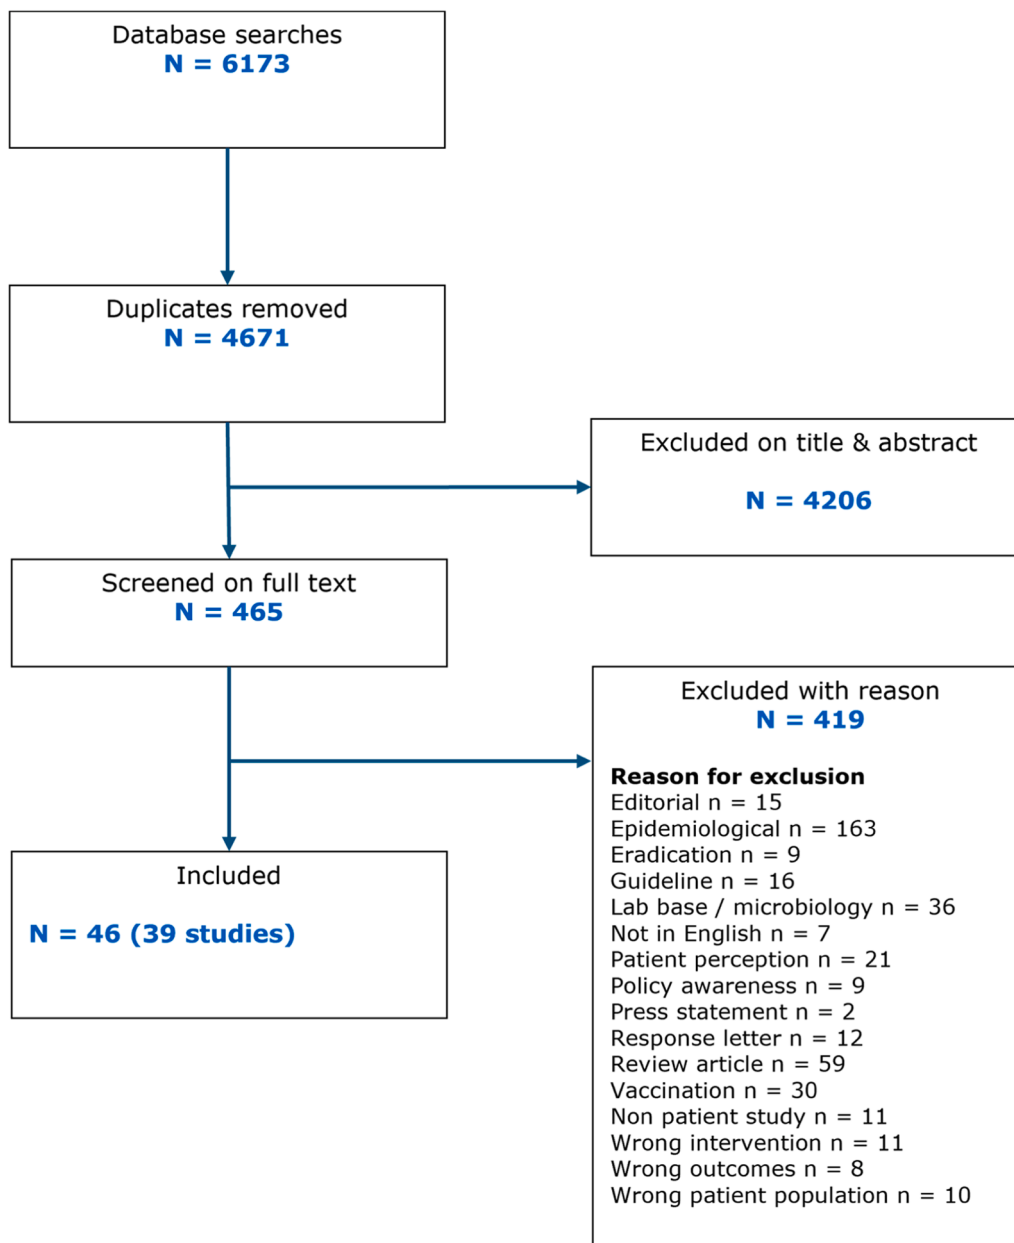 Database searches
N = 6173
Duplicates removed
N = 4671
Excluded on title & abstract
N = 4206
Screened on full text
N = 465
Excluded with reason
N = 419
Reason for exclusion
Editorial n = 15
Epidemiological n = 163
Eradication n = 9
Guideline n = 16
Lab base / microbiology n = 36
Not in English n = 7
Patient perception n = 21
Policy awareness n = 9
Press statement n = 2
Response letter n = 12
Review article n = 59
Vaccination n = 30
Non patient study n = 11
Wrong intervention n = 11
Wrong outcomes n = 8
Wrong patient population n = 10
Included
N = 46 (39 studies)